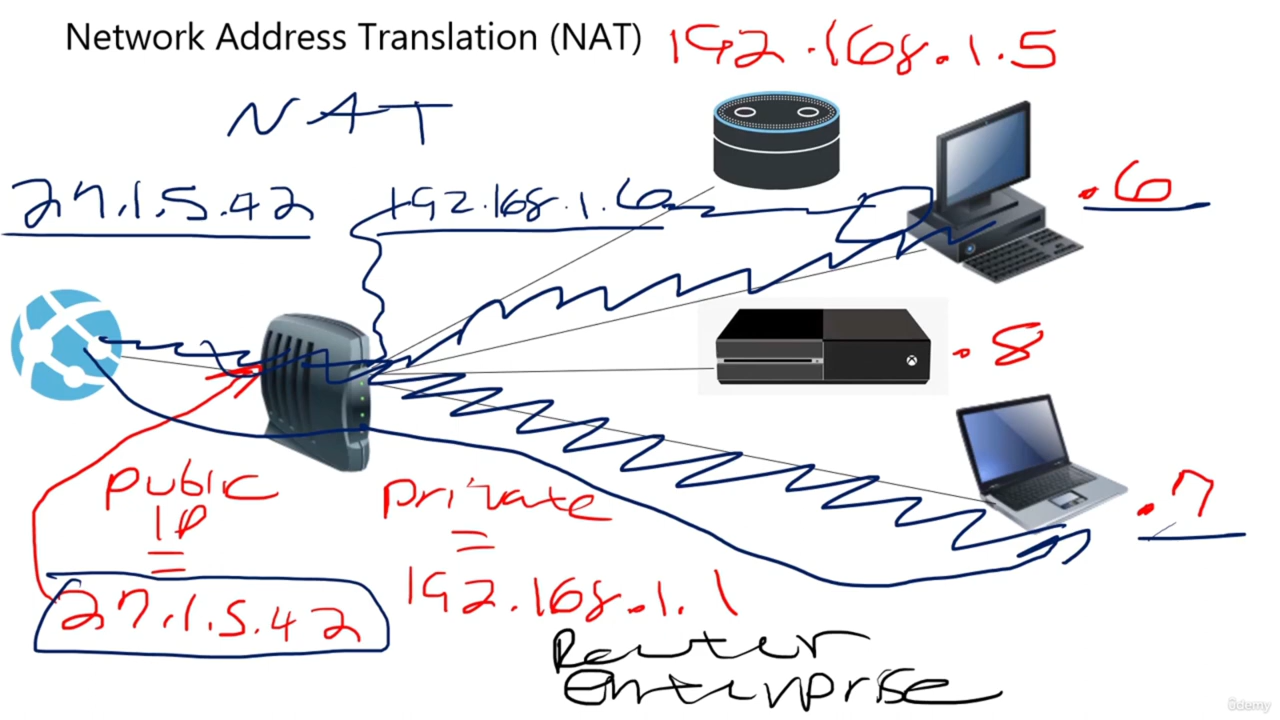 Network Address Translation (NAT)
192.168.1.5
NAT
27.1.5.42
192.168.1.6
.6
.8
.7
Public
IP
=
27.1.5.42
private
=
192.168.1.1
Router
Enterprise
ûdemy